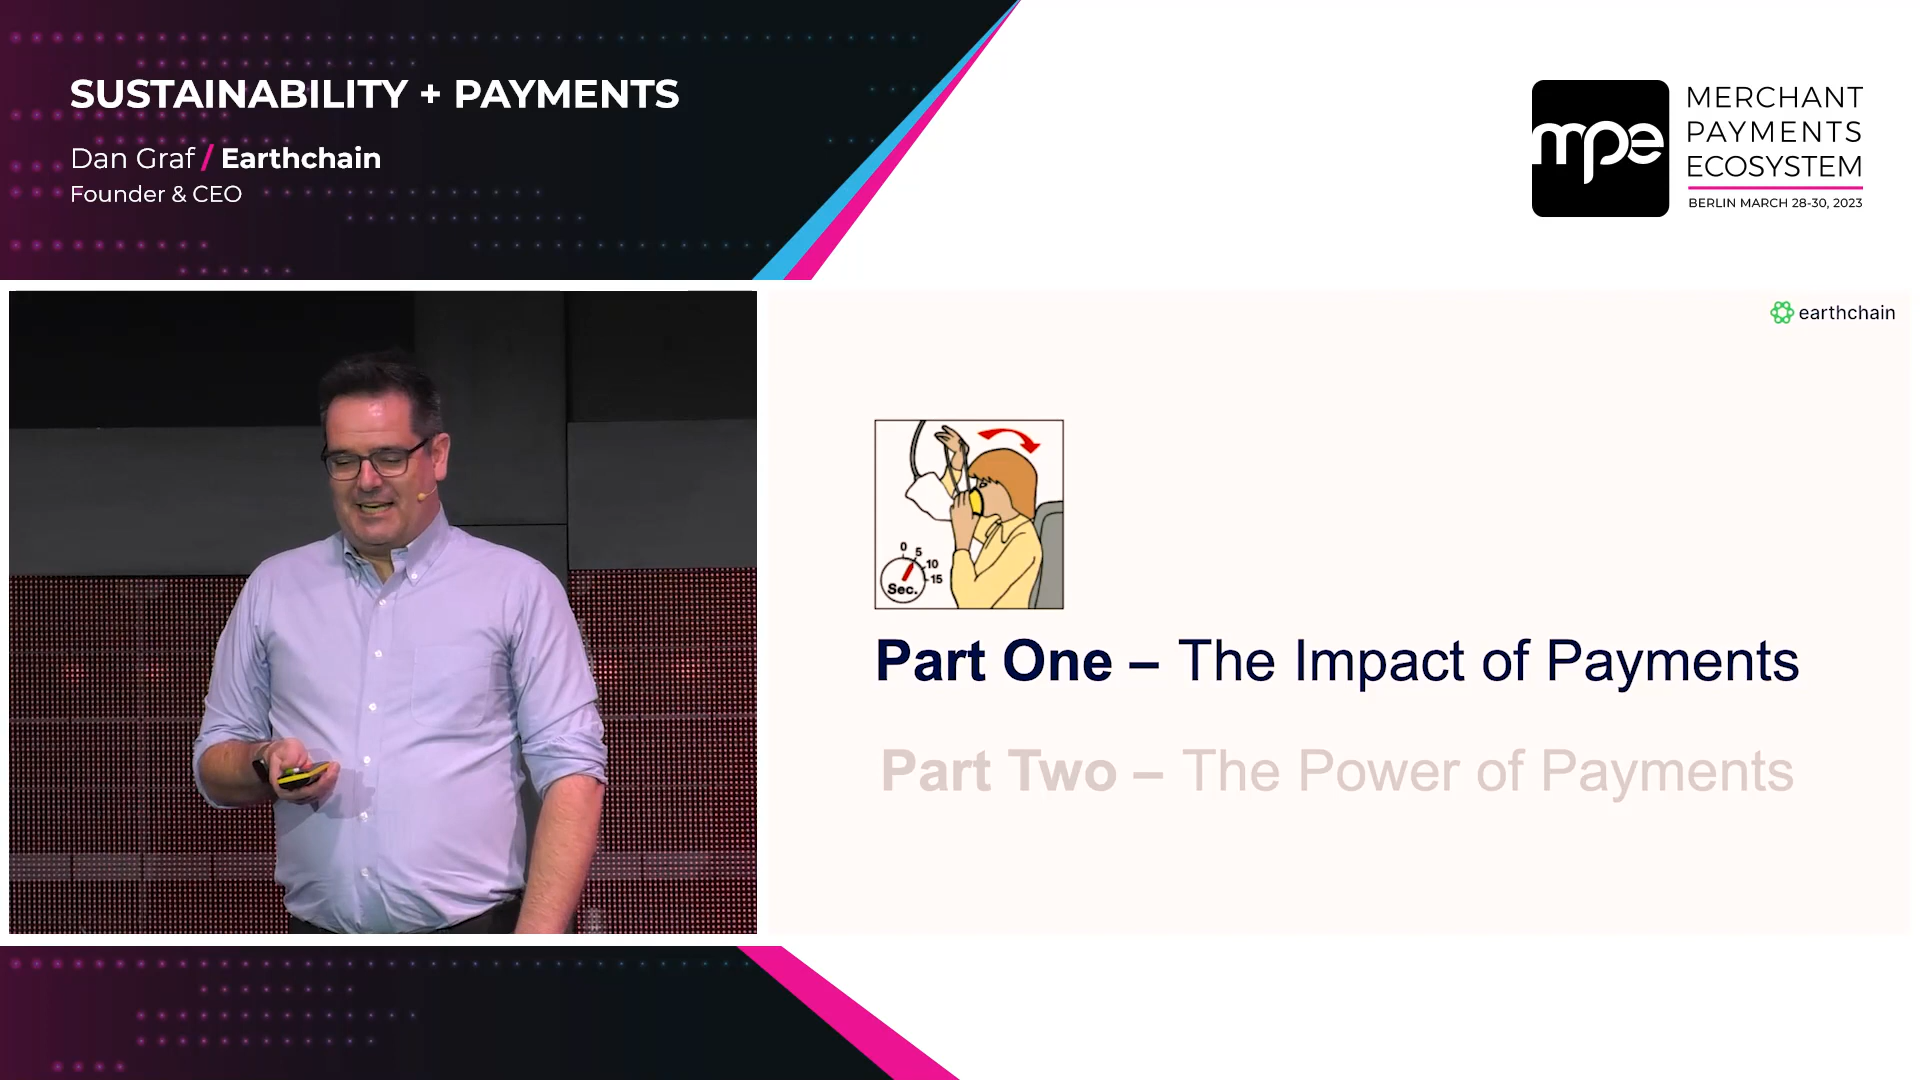 SUSTAINABILITY + PAYMENTS
Dan Graf / Earthchain
Founder & CEO
mpe
MERCHANT
PAYMENTS
ECOSYSTEM
BERLIN MARCH 28-30, 2023
earthchain
0
5
10
15
Sec.
Part One – The Impact of Payments
Part Two – The Power of Payments